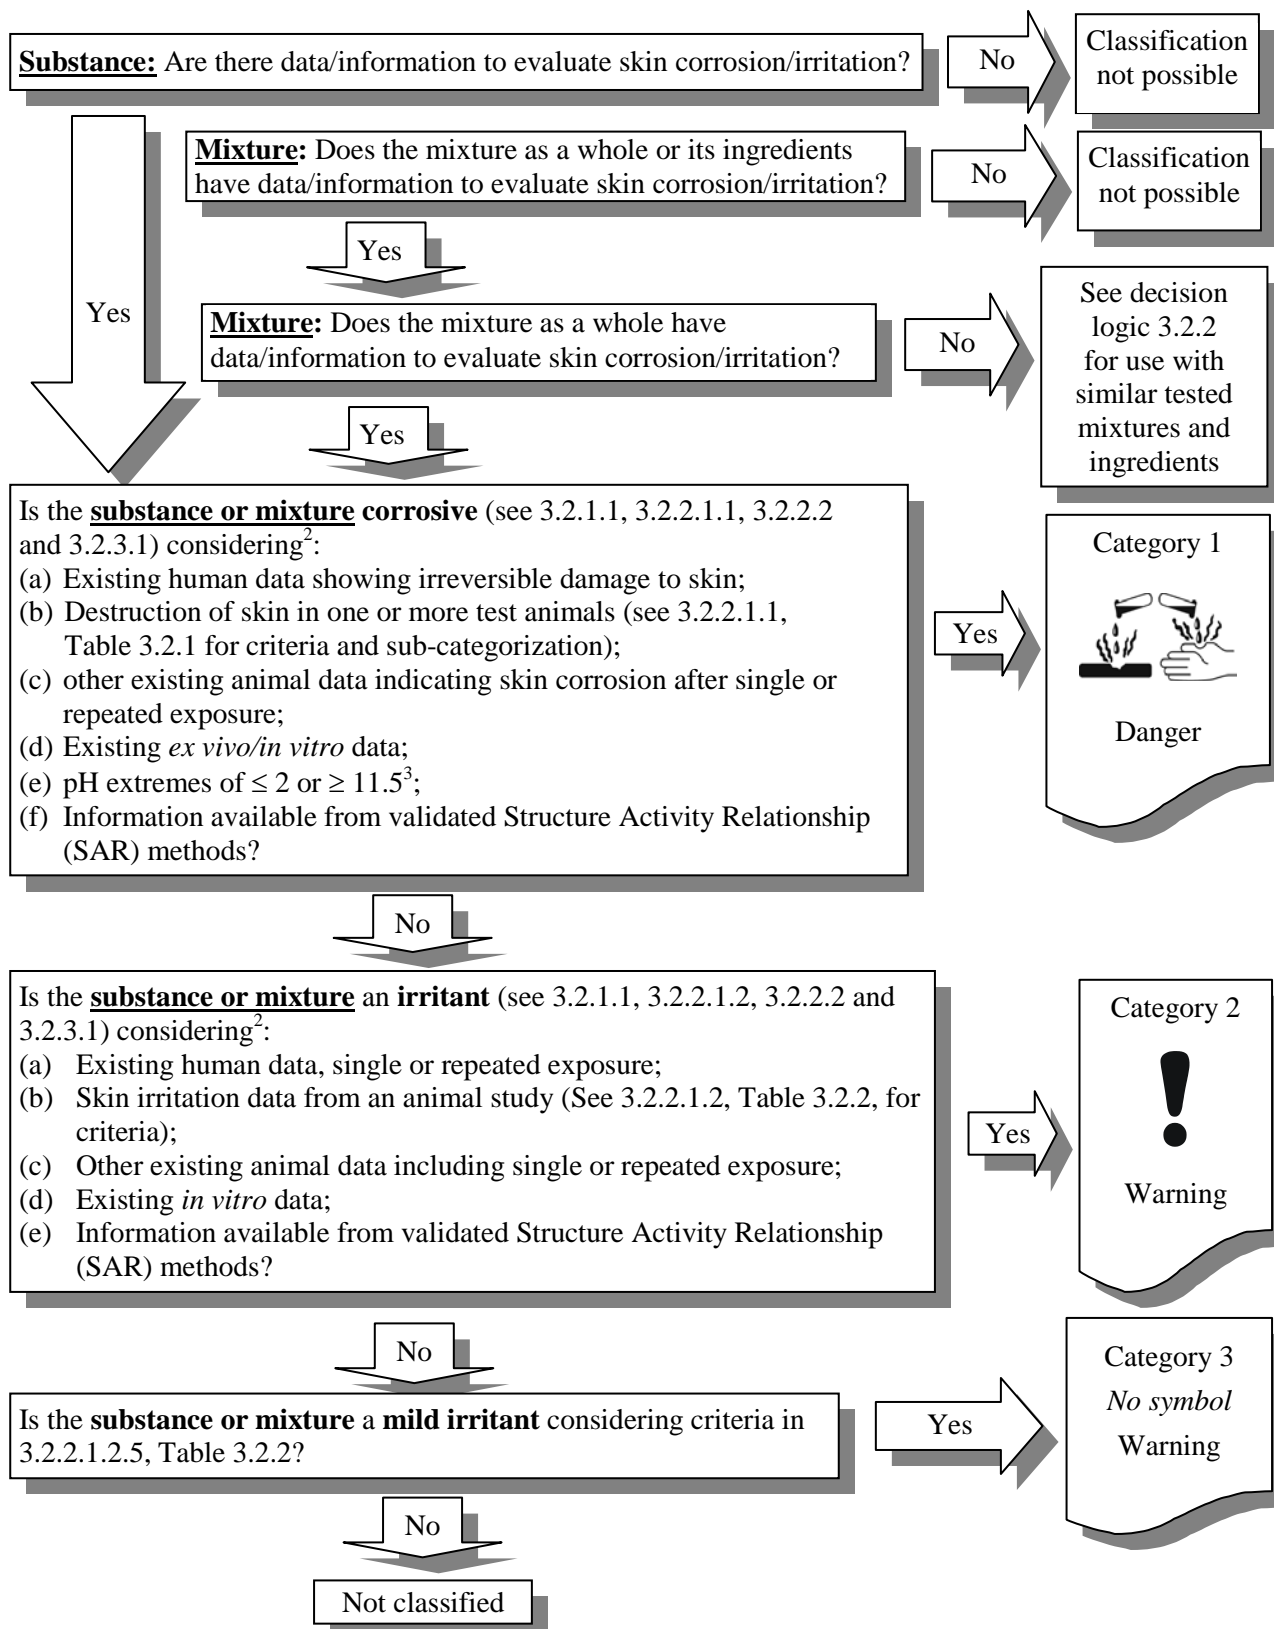 Substance: Are there data/information to evaluate skin corrosion/irritation?
No
Classification
not possible
Mixture: Does the mixture as a whole or its ingredients
have data/information to evaluate skin corrosion/irritation?
No
Classification
not possible
Yes
Yes
Mixture: Does the mixture as a whole have
data/information to evaluate skin corrosion/irritation?
No
See decision
logic 3.2.2
for use with
similar tested
mixtures and
ingredients
Yes
Is the substance or mixture corrosive (see 3.2.1.1, 3.2.2.1.1, 3.2.2.2
and 3.2.3.1) considering²:
(a) Existing human data showing irreversible damage to skin;
(b) Destruction of skin in one or more test animals (see 3.2.2.1.1,
Table 3.2.1 for criteria and sub-categorization);
(c) other existing animal data indicating skin corrosion after single or
repeated exposure;
(d) Existing ex vivo/in vitro data;
(e) pH extremes of ≤ 2 or ≥ 11.5³;
(f) Information available from validated Structure Activity Relationship
(SAR) methods?
Yes
Category 1
Danger
No
Is the substance or mixture an irritant (see 3.2.1.1, 3.2.2.1.2, 3.2.2.2 and
3.2.3.1) considering²:
(a) Existing human data, single or repeated exposure;
(b) Skin irritation data from an animal study (See 3.2.2.1.2, Table 3.2.2, for
criteria);
(c) Other existing animal data including single or repeated exposure;
(d) Existing in vitro data;
(e) Information available from validated Structure Activity Relationship
(SAR) methods?
Yes
Category 2
Warning
No
Is the substance or mixture a mild irritant considering criteria in
3.2.2.1.2.5, Table 3.2.2?
Yes
Category 3
No symbol
Warning
No
Not classified